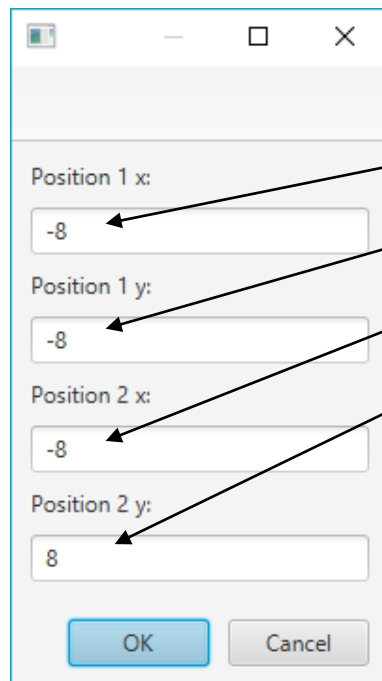 Position 1 x:
-8
Position 1 y:
-8
Position 2 x:
-8
Position 2 y:
8
OK Cancel